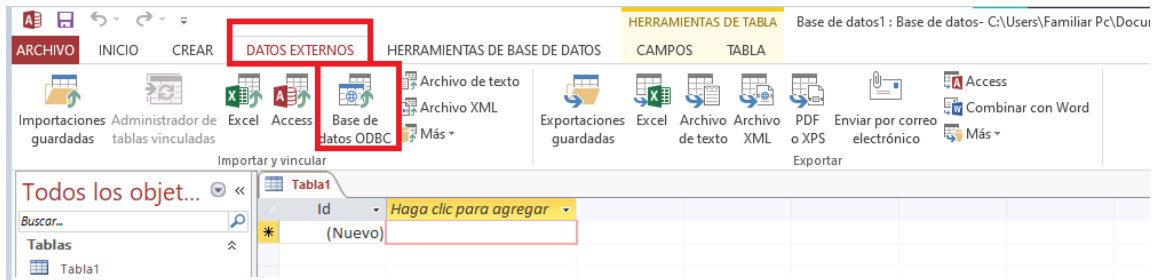 HERRAMIENTAS DE TABLA Base de datos1 : Base de datos- C:\Users\Familiar Pc\Docu
ARCHIVO INICIO CREAR DATOS EXTERNOS HERRAMIENTAS DE BASE DE DATOS CAMPOS TABLA
Importaciones guardadas
Administrador de tablas vinculadas
Excel
Access
Base de datos ODBC
Archivo de texto
Archivo XML
Más
Importar y vincular
Exportaciones guardadas
Excel
Archivo de texto
Archivo XML
PDF o XPS
Enviar por correo electrónico
Access
Combinar con Word
Más
Exportar
Todos los objet...
Buscar...
Tablas
Tabla1
Tabla1
Id Haga clic para agregar
(Nuevo)